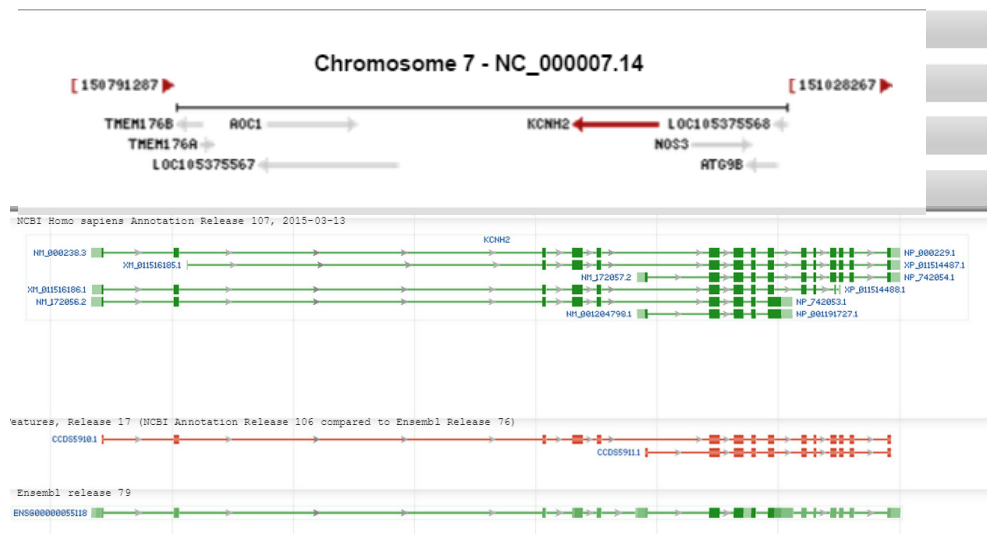 Chromosome 7 - NC_000007.14
[ 150791287
[ 151028267
TMEM176B
AOC1
KCNH2
LOC105375568
TMEM176A
NOS3
LOC105375567
ATG9B
NCBI Homo sapiens Annotation Release 107, 2015-03-13
KCNH2
NM_000238.3
NP_000229.1
XM_011516185.1
XP_011514487.1
NM_172057.2
NP_742054.1
XM_011516186.1
XP_011514488.1
NM_172056.2
NP_742053.1
NM_001204798.1
NP_001191727.1
eatures, Release 17 (NCBI Annotation Release 106 compared to Ensembl Release 76)
CCDS5910.1
CCDS5911.1
Ensembl release 79
ENSG00000055118